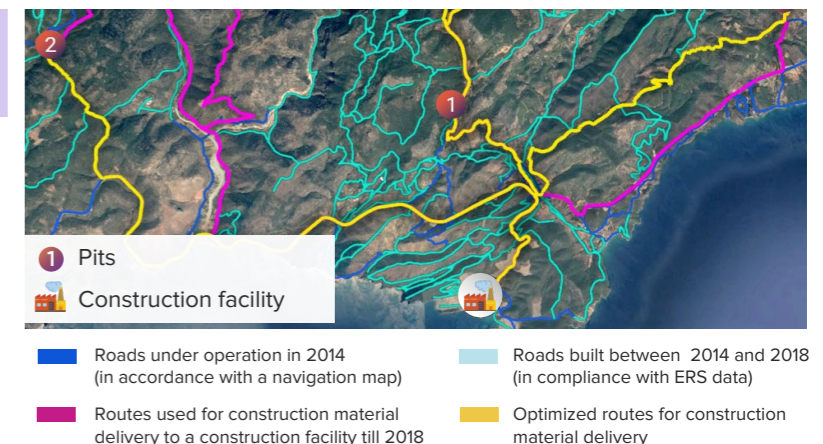 2
1
1 Pits
Construction facility
Roads under operation in 2014
(in accordance with a navigation map)
Roads built between 2014 and 2018
(in compliance with ERS data)
Routes used for construction material
delivery to a construction facility till 2018
Optimized routes for construction
material delivery